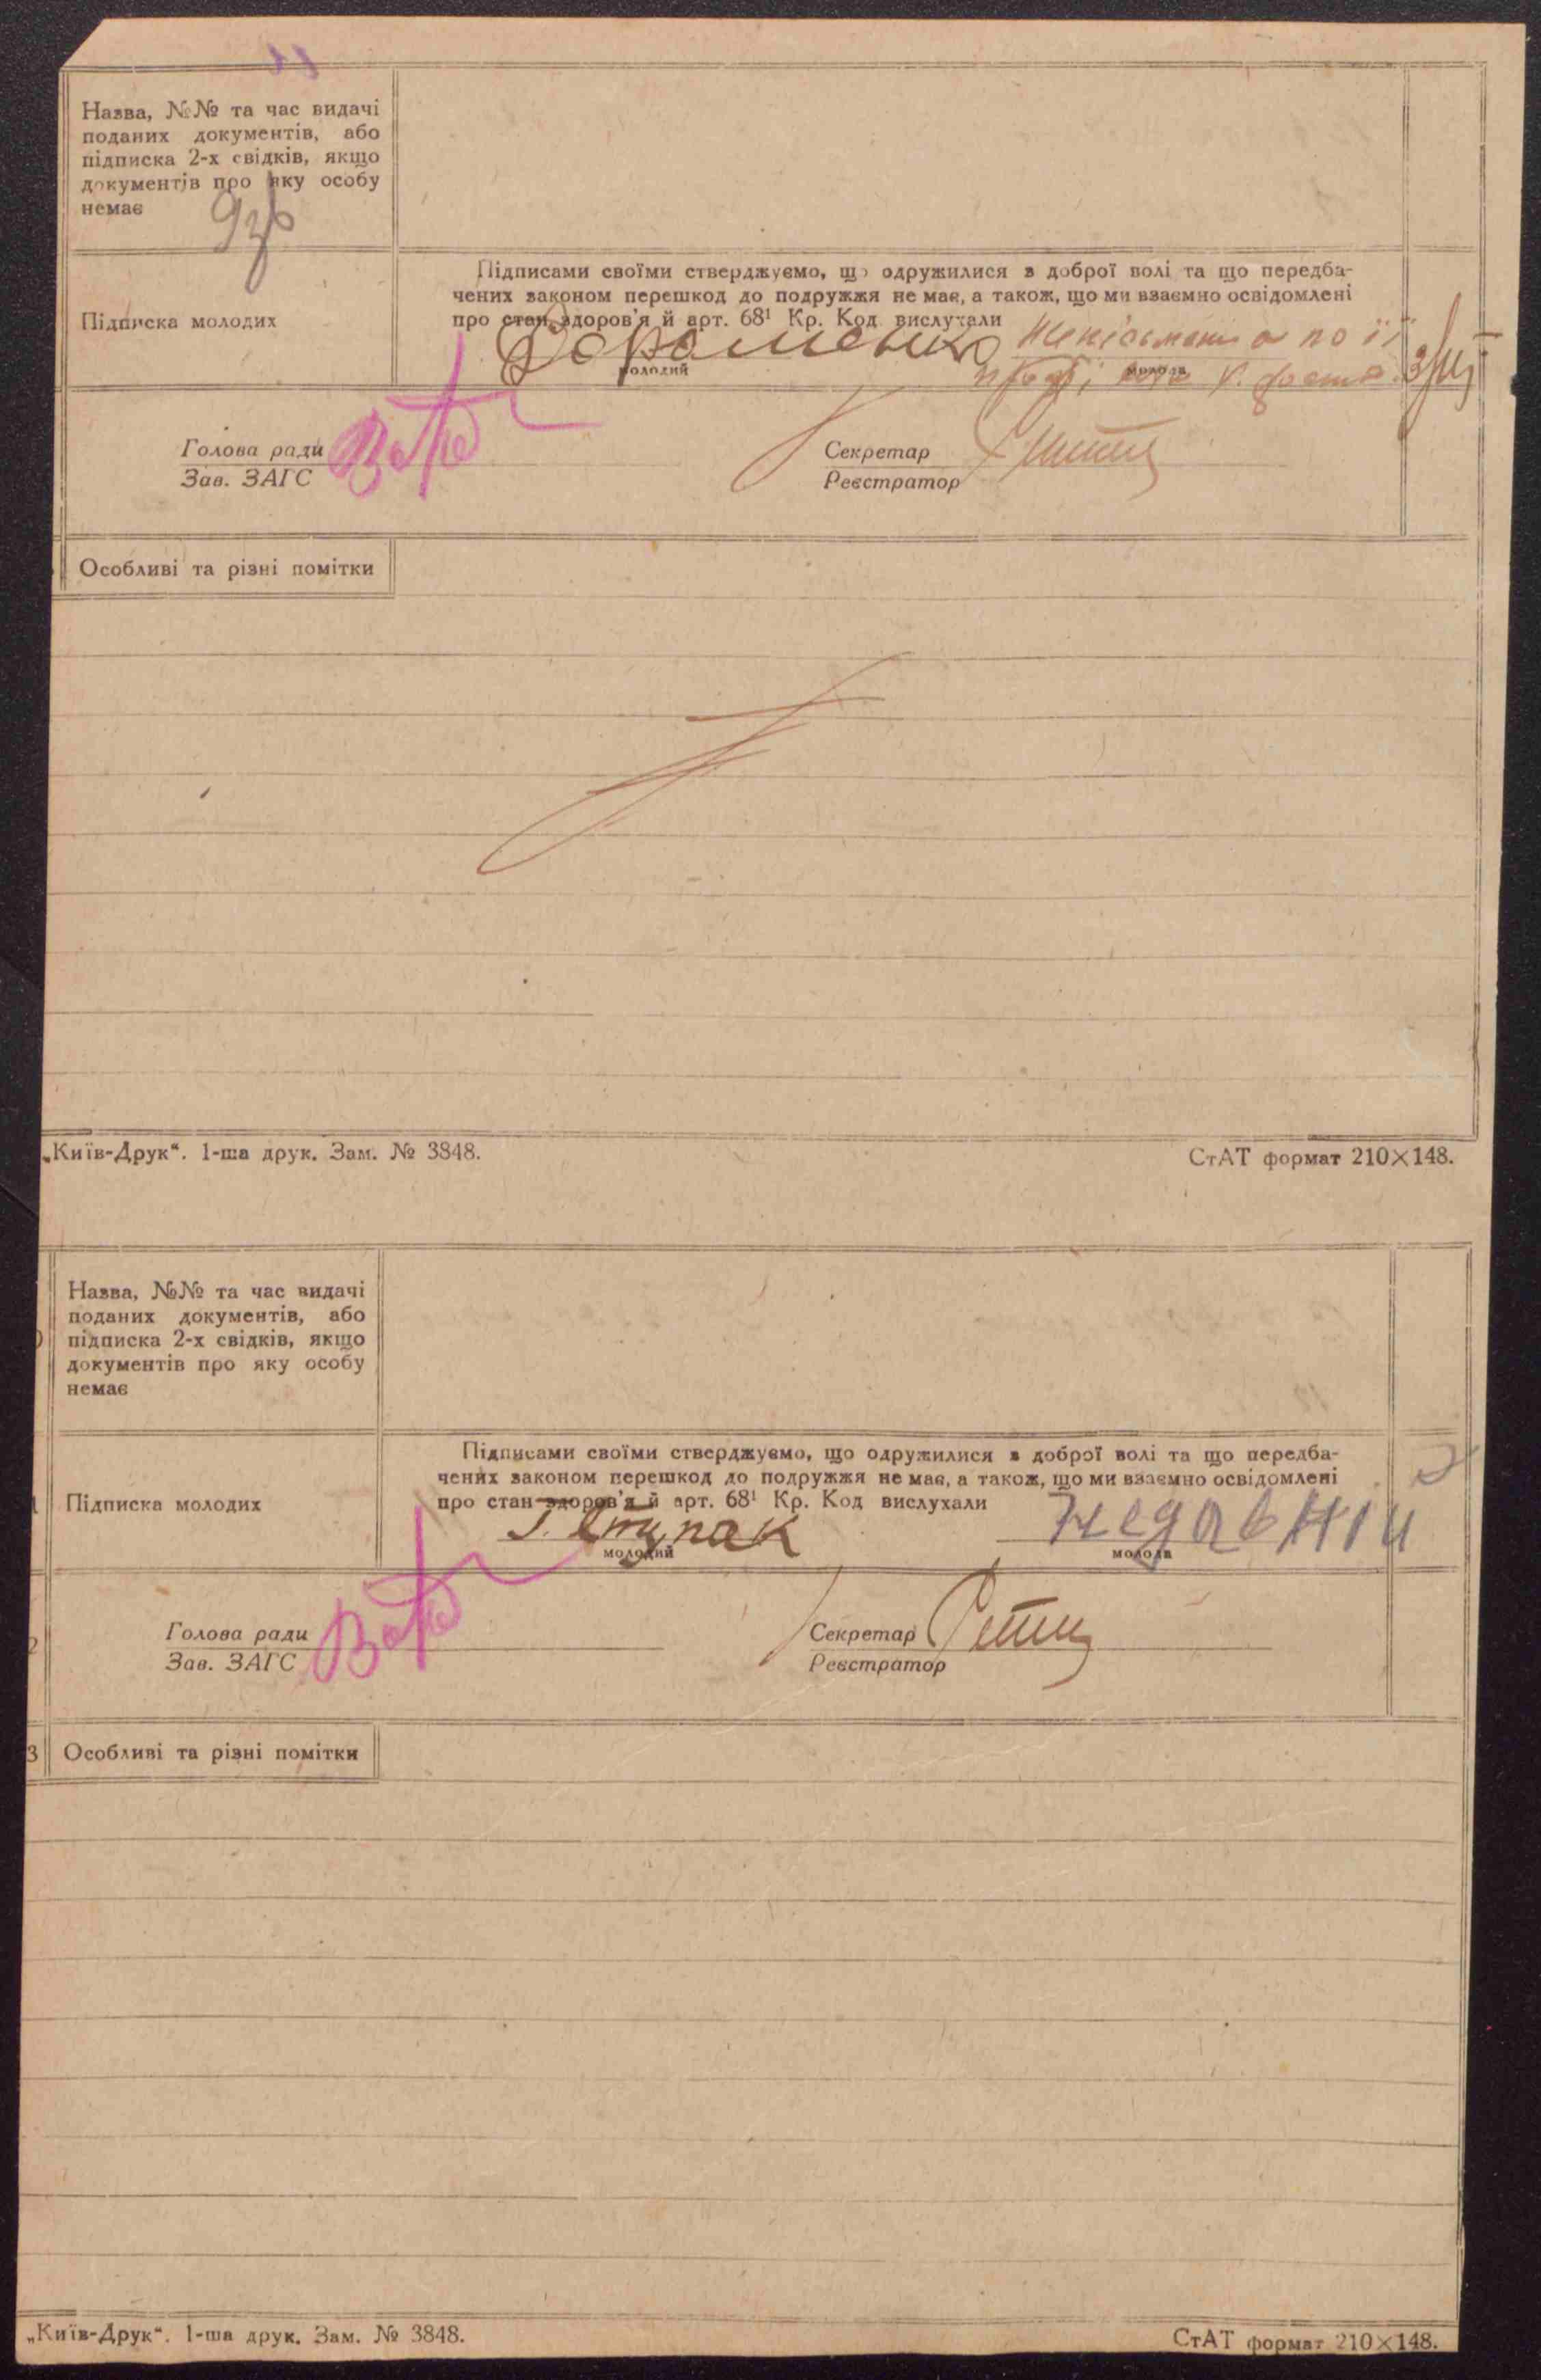 Назва, №№ та час видачі
поданих документів, або
підписка 2-х свідків, якщо
документів про яку особу
немає
Підписка молодих
Підписами своїми стверджуємо, що одружилися з доброї волі та що передба-
чених законом перешкод до подружжя не має, а також, що ми взаємно освідомлені
про стан здоров'я й арт. 68¹ Кр. Код. вислухали
Дорошенко
неписьменна по її
молодий
молода
Голова ради
Зав. ЗАГС
Секретар
Реєстратор
Особливі та різні помітки
„Київ-Друк“. 1-ша друк. Зам. № 3848.
СтАТ формат 210×148.
Назва, №№ та час видачі
поданих документів, або
підписка 2-х свідків, якщо
документів про яку особу
немає
Підписка молодих
Підписами своїми стверджуємо, що одружилися з доброї волі та що передба-
чених законом перешкод до подружжя не має, а також, що ми взаємно освідомлені
про стан здоров'я й арт. 68¹ Кр. Код вислухали
Ступак
молодий
молода
Голова ради
Зав. ЗАГС
Секретар
Реєстратор
3 Особливі та різні помітки
„Київ-Друк“. 1-ша друк. Зам. № 3848.
СтАТ формат 210×148.